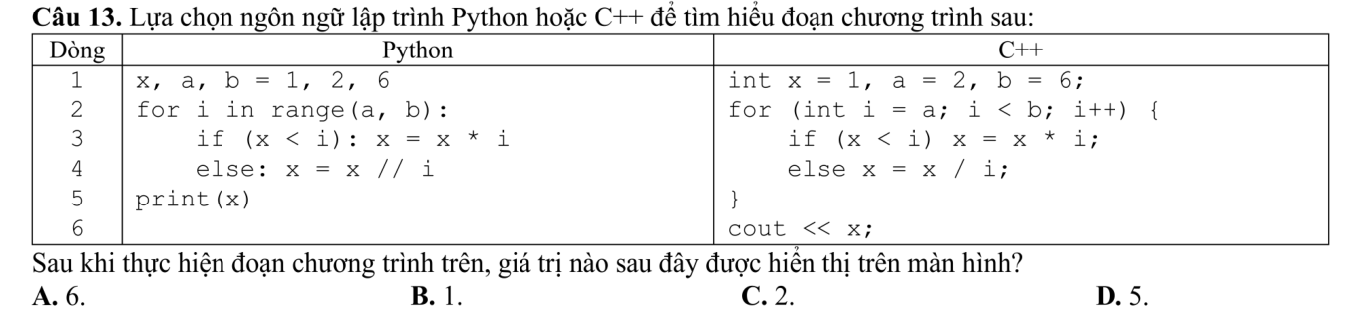 Câu 13. Lựa chọn ngôn ngữ lập trình Python hoặc C++ để tìm hiểu đoạn chương trình sau:
Dòng Python C++
1 x, a, b = 1, 2, 6 int x = 1, a = 2, b = 6;
2 for i in range(a, b): for (int i = a; i < b; i++) {
3 if (x < i): x = x * i if (x < i) x = x * i;
4 else: x = x // i else x = x / i;
5 print(x) }
6 cout << x;
Sau khi thực hiện đoạn chương trình trên, giá trị nào sau đây được hiển thị trên màn hình?
A. 6. B. 1. C. 2. D. 5.